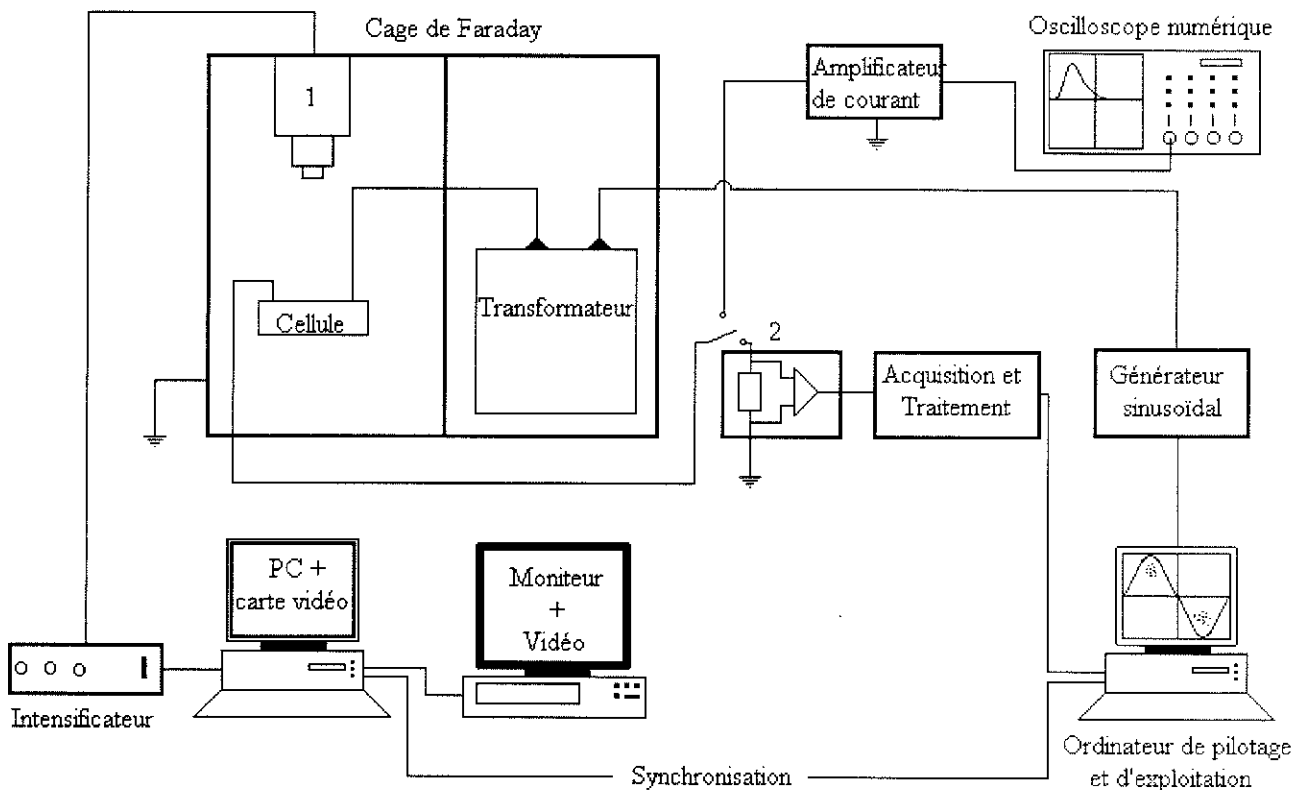 Cage de Faraday
Oscilloscope numérique
1
Amplificateur
de courant
Transformateur
Cellule
2
Acquisition et
Traitement
Générateur
sinusoïdal
PC +
carte vidéo
Moniteur
+
Vidéo
Intensificateur
Synchronisation
Ordinateur de pilotage
et d'exploitation